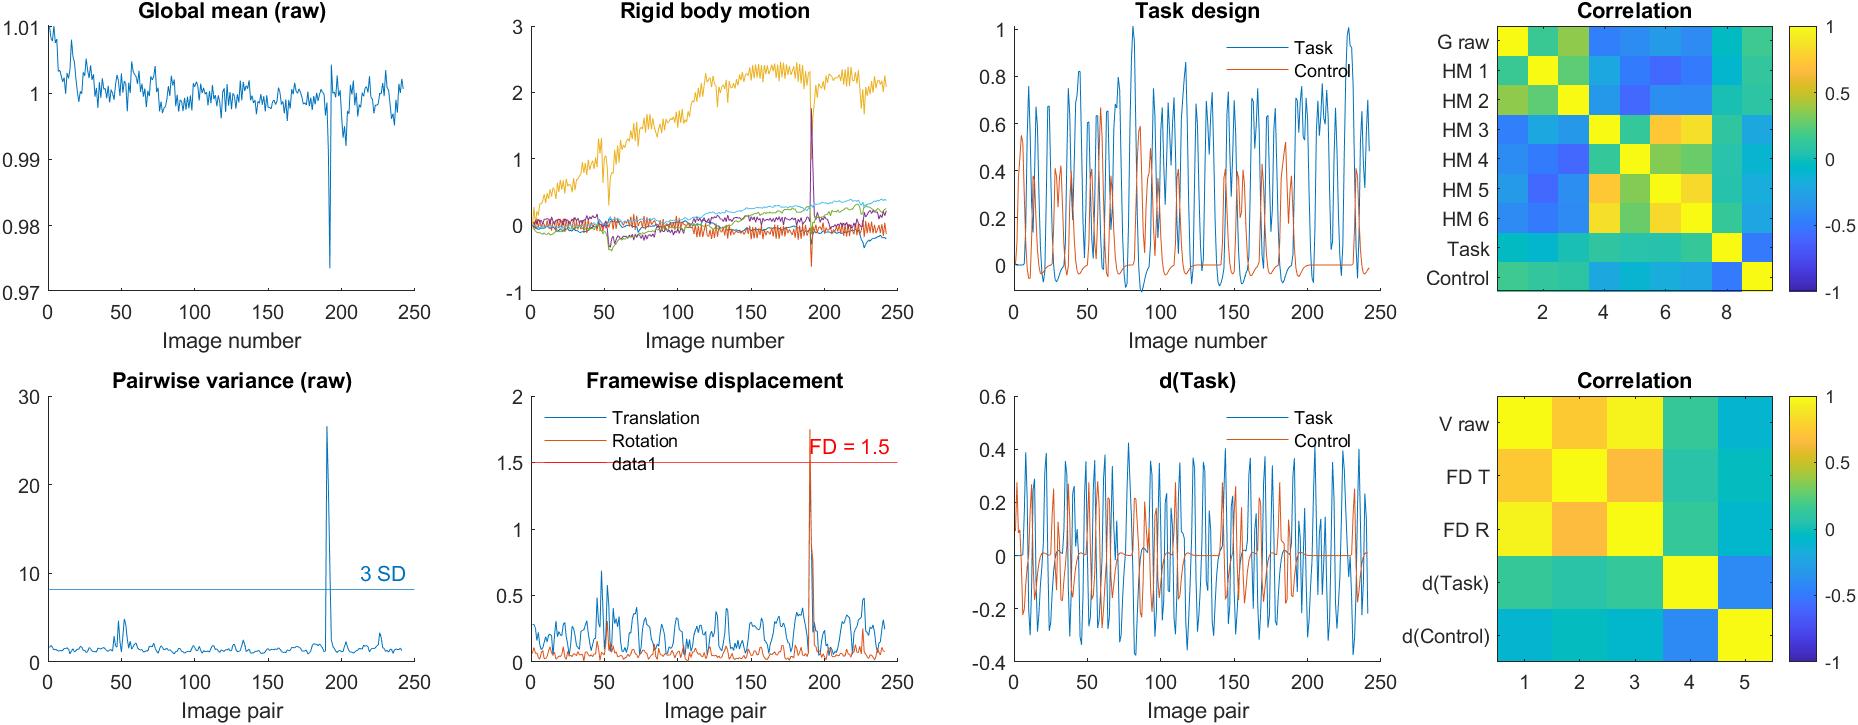 Global mean (raw)
1.01
1
0.99
0.98
0.97
0 50 100 150 200 250
Image number
Rigid body motion
3
2
1
0
-1
0 50 100 150 200 250
Image number
Task design
1
0.8
0.6
0.4
0.2
0
Task
Control
0 50 100 150 200 250
Image number
Correlation
G raw
HM 1
HM 2
HM 3
HM 4
HM 5
HM 6
Task
Control
2 4 6 8
1
0.5
0
-0.5
-1
Pairwise variance (raw)
30
20
10
0
3 SD
0 50 100 150 200 250
Image pair
Framewise displacement
2
1.5
1
0.5
0
Translation
Rotation
data1
FD = 1.5
0 50 100 150 200 250
Image pair
d(Task)
0.6
0.4
0.2
0
-0.2
-0.4
Task
Control
0 50 100 150 200 250
Image pair
Correlation
V raw
FD T
FD R
d(Task)
d(Control)
1 2 3 4 5
1
0.5
0
-0.5
-1